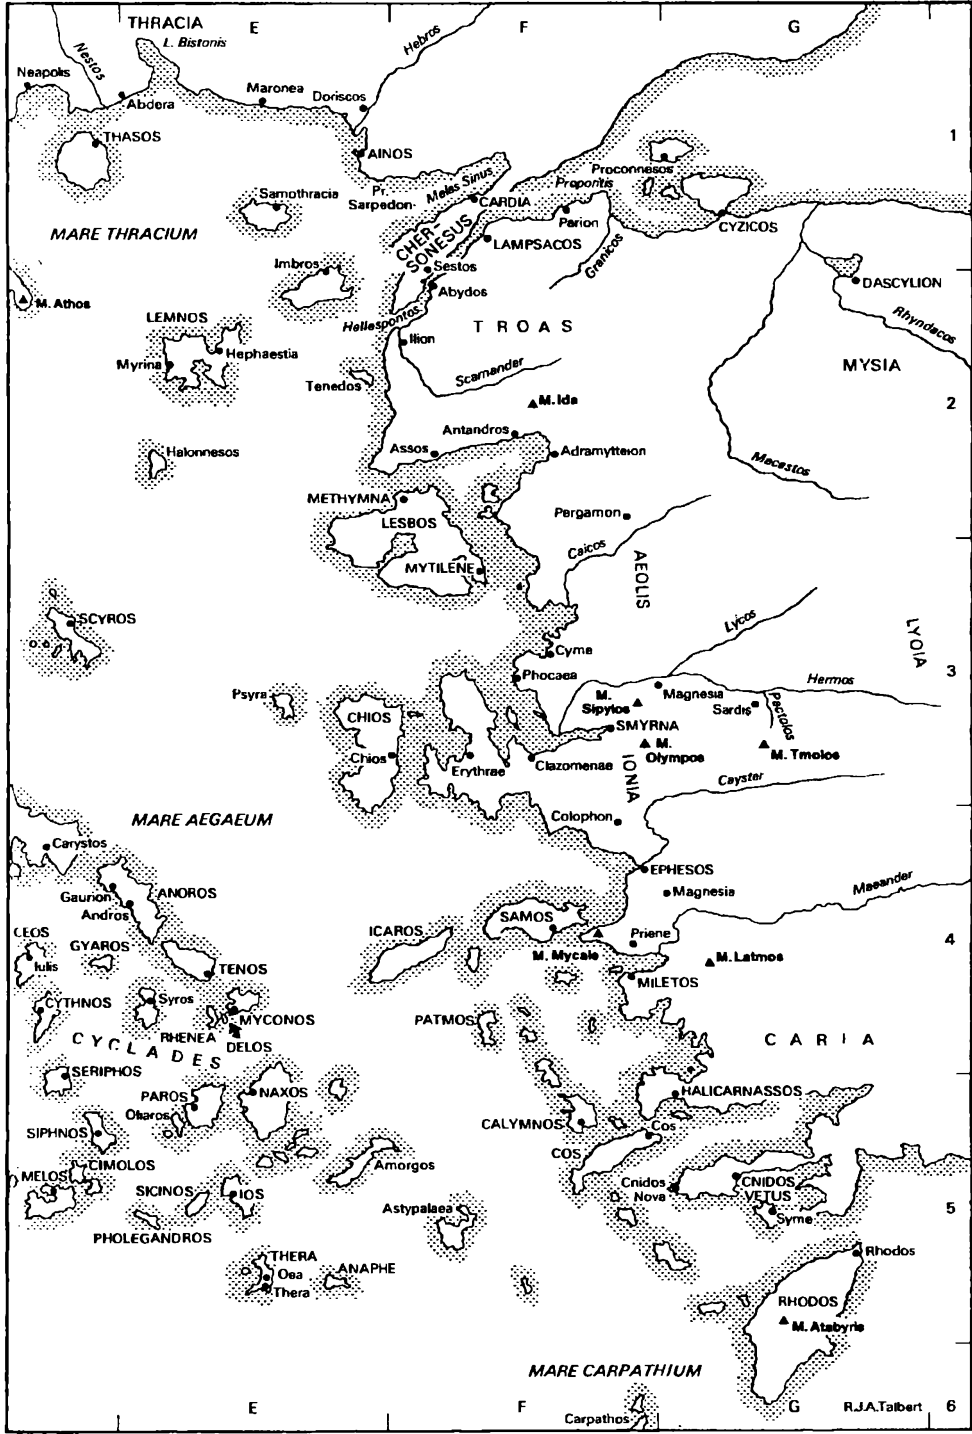 THRACIA
E
F
G
L. Bistonis
Nestos
Hebros
Neapolis
Maronea
Doriscos
Abdera
THASOS
AINOS
1
Proconnesos
Samothracia
Pr.
Sarpedon
Melas Sinus
Propontis
CARDIA
Parion
CYZICOS
MARE THRACIUM
CHER-
SONESUS
LAMPSACOS
Granicos
Imbros
Sestos
Abydos
DASCYLION
M. Athos
LEMNOS
Hellespontos
TROAS
Rhyndacos
Hephaestia
Myrina
Ilion
Scamander
MYSIA
Tenedos
M. Ida
2
Antandros
Halonnesos
Assos
Adramytteion
Macestos
METHYMNA
LESBOS
Pergamon
Caicos
AEOLIS
MYTILENE
SCYROS
Lycos
LYDIA
Cyme
Phocaea
3
Hermos
Psyra
M.
Sipylos
Magnesia
Sardis
Pactolos
CHIOS
SMYRNA
Chios
Erythrae
Clazomenae
M.
Olympos
M. Tmolos
IONIA
Cayster
MARE AEGAEUM
Colophon
Carystos
EPHESOS
Magnesia
Maeander
Gaurion
ANDROS
Andros
SAMOS
CEOS
Iulis
GYAROS
ICAROS
Priene
4
TENOS
M. Mycale
M. Latmos
MILETOS
CYTHNOS
Syros
MYCONOS
RHENEA
DELOS
PATMOS
CARIA
CYCLADES
SERIPHOS
PAROS
NAXOS
HALICARNASSOS
Oliaros
CALYMNOS
SIPHNOS
Cos
COS
MELOS
CIMOLOS
Amorgos
SICINOS
IOS
Cnidos
Nova
CNIDOS
VETUS
Astypalaea
Syme
5
PHOLEGANDROS
THERA
Oea
Thera
ANAPHE
Rhodos
RHODOS
M. Atabyris
MARE CARPATHIUM
E
F
G
R.J.A.Talbert
6
Carpathos